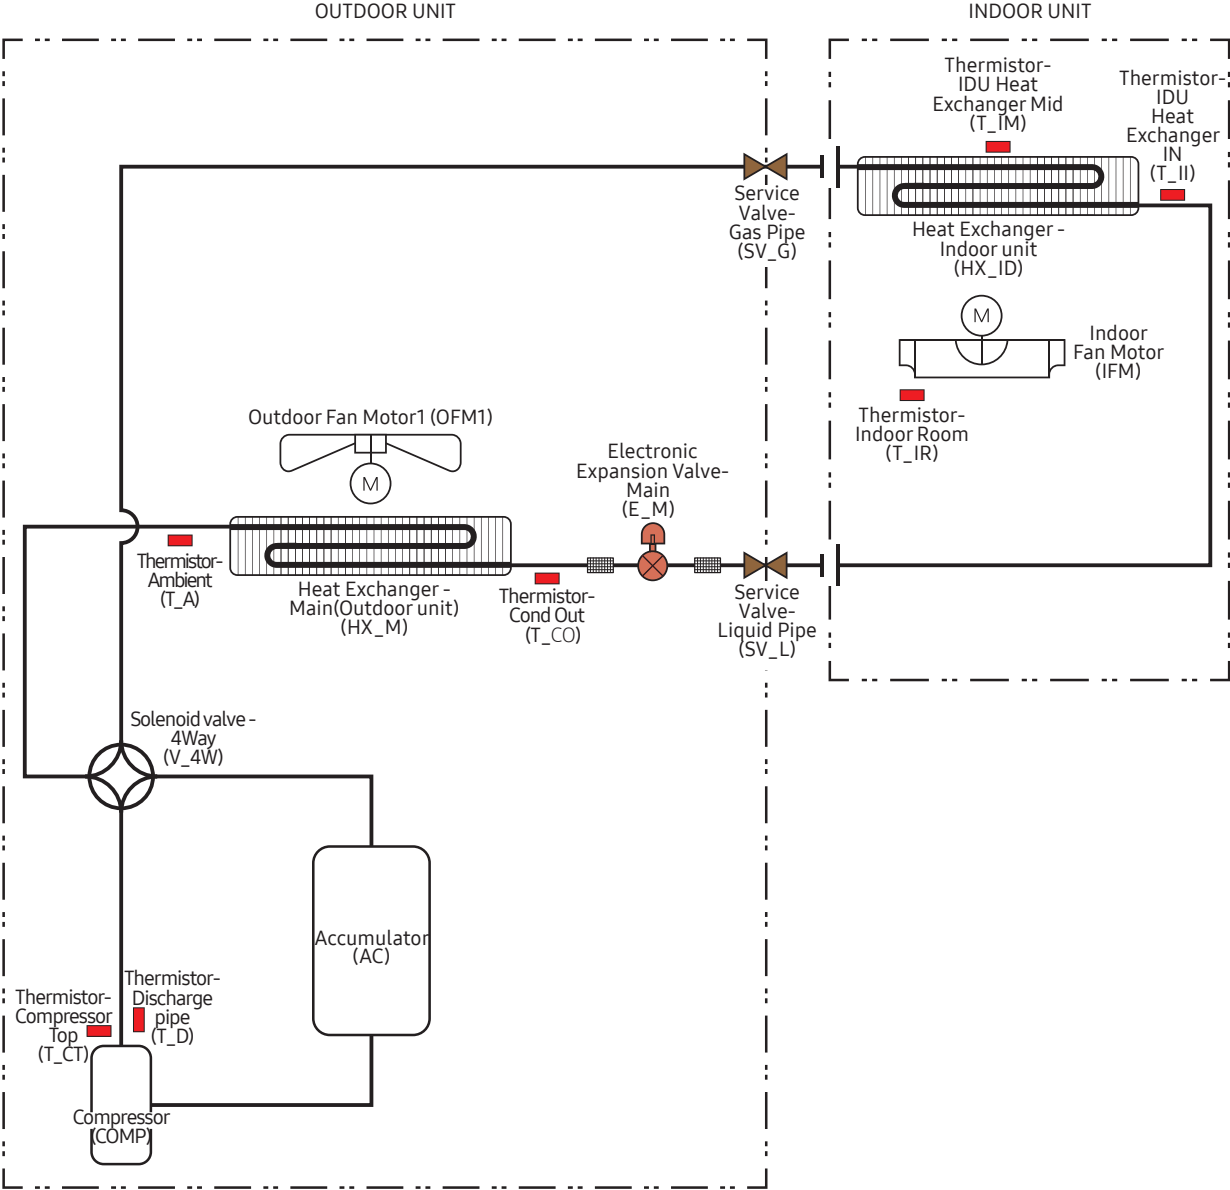 OUTDOOR UNIT
INDOOR UNIT
Thermistor-
IDU Heat
Exchanger Mid
(T_IM)
Thermistor-
IDU
Heat
Exchanger
IN
(T_II)
Service
Valve-
Gas Pipe
(SV_G)
Heat Exchanger -
Indoor unit
(HX_ID)
M
Indoor
Fan Motor
(IFM)
Thermistor-
Indoor Room
(T_IR)
Outdoor Fan Motor1 (OFM1)
M
Electronic
Expansion Valve-
Main
(E_M)
Thermistor-
Ambient
(T_A)
Heat Exchanger -
Main(Outdoor unit)
(HX_M)
Thermistor-
Cond Out
(T_CO)
Service
Valve-
Liquid Pipe
(SV_L)
Solenoid valve -
4Way
(V_4W)
Accumulator
(AC)
Thermistor-
Discharge
pipe
(T_D)
Thermistor-
Compressor
Top
(T_CT)
Compressor
(COMP)